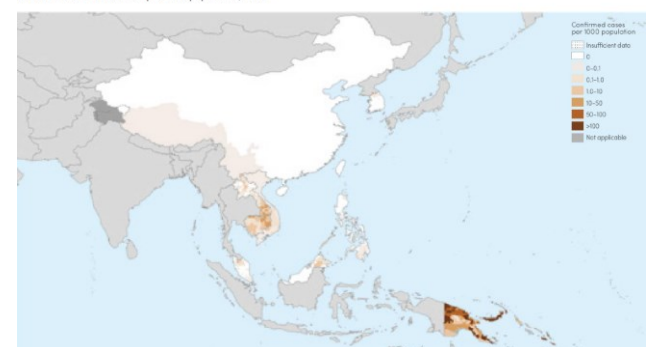 Confirmed cases
per 1000 population
Insufficient data
0
0–0.1
0.1–1.0
1.0–10
10–50
50–100
>100
Not applicable